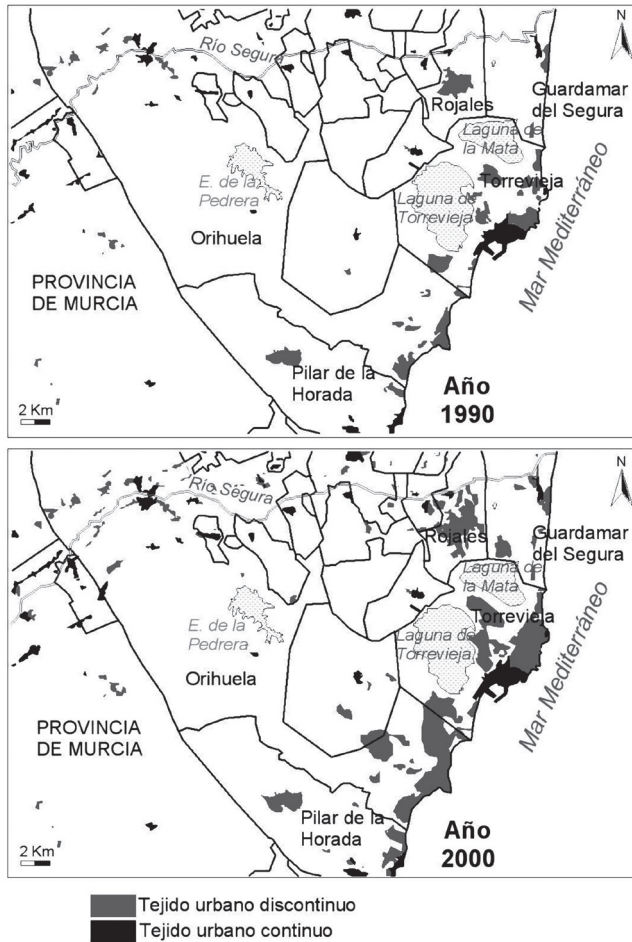 N
Río Segura
Guardamar
del Segura
Rojales
Laguna de
la Mata
E. de la
Pedrera
Torrevieja
Laguna de
Torrevieja
Orihuela
Mar Mediterráneo
PROVINCIA
DE MURCIA
Pilar de la
Horada
Año
1990
2 Km
N
Río Segura
Rojales
Guardamar
del Segura
Laguna de
la Mata
E. de la
Pedrera
Torrevieja
Laguna de
Torrevieja
Orihuela
Mar Mediterráneo
PROVINCIA
DE MURCIA
Pilar de la
Horada
Año
2000
2 Km
Tejido urbano discontinuo
Tejido urbano continuo